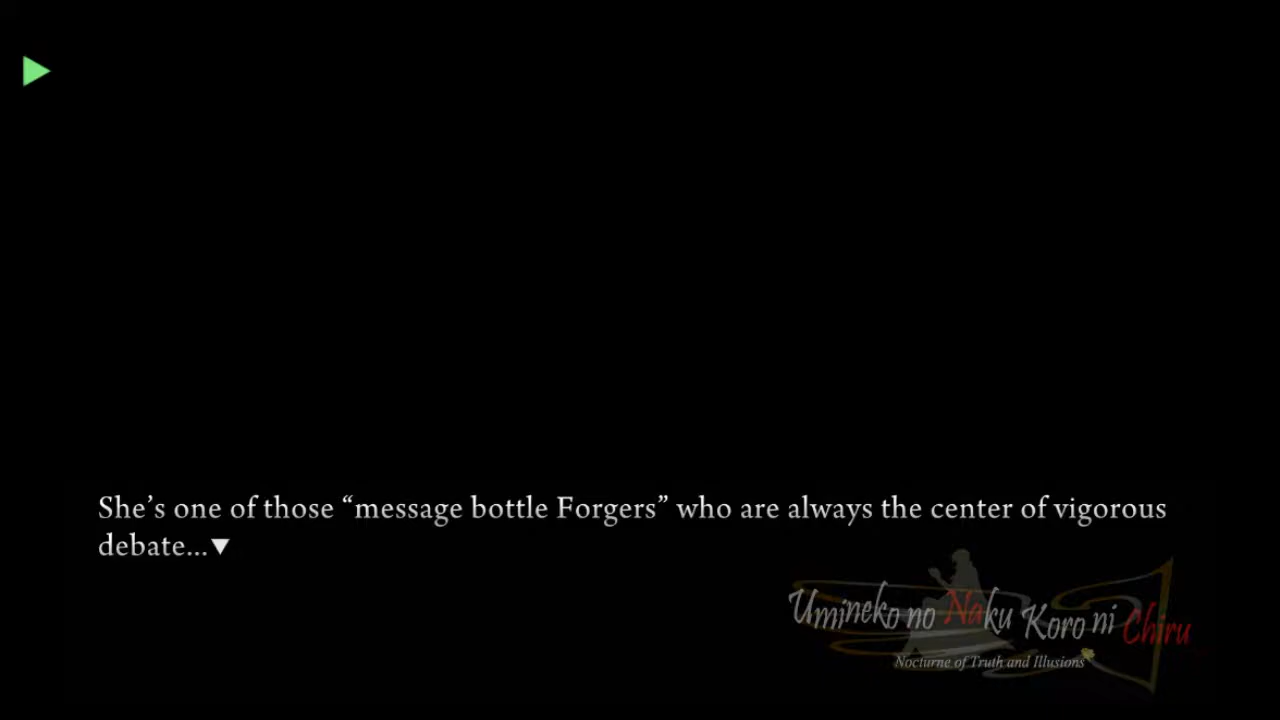 She’s one of those “message bottle Forgers” who are always the center of vigorous
debate...
Umineko no Naku Koro ni Chiru
Nocturne of Truth and Illusions